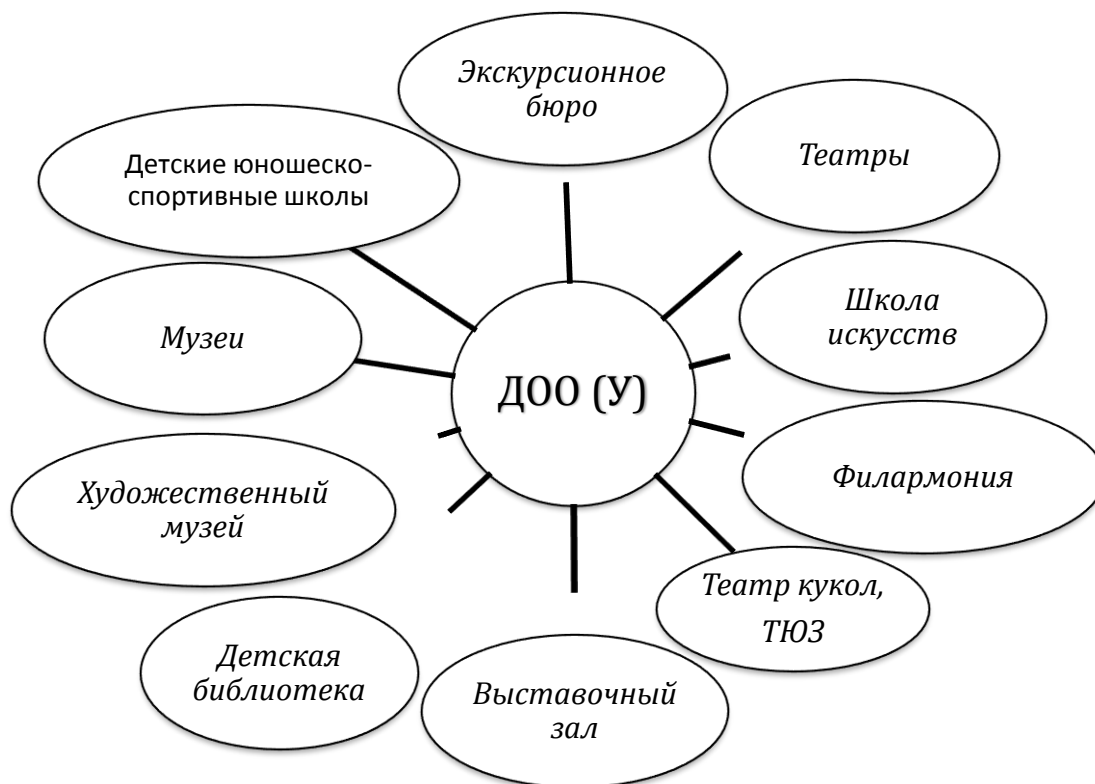 Экскурсионное
бюро
Театры
Детские юношеско-
спортивные школы
Школа
искусств
Музеи
ДОО (У)
Филармония
Художественный
музей
Театр кукол,
ТЮЗ
Детская
библиотека
Выставочный
зал